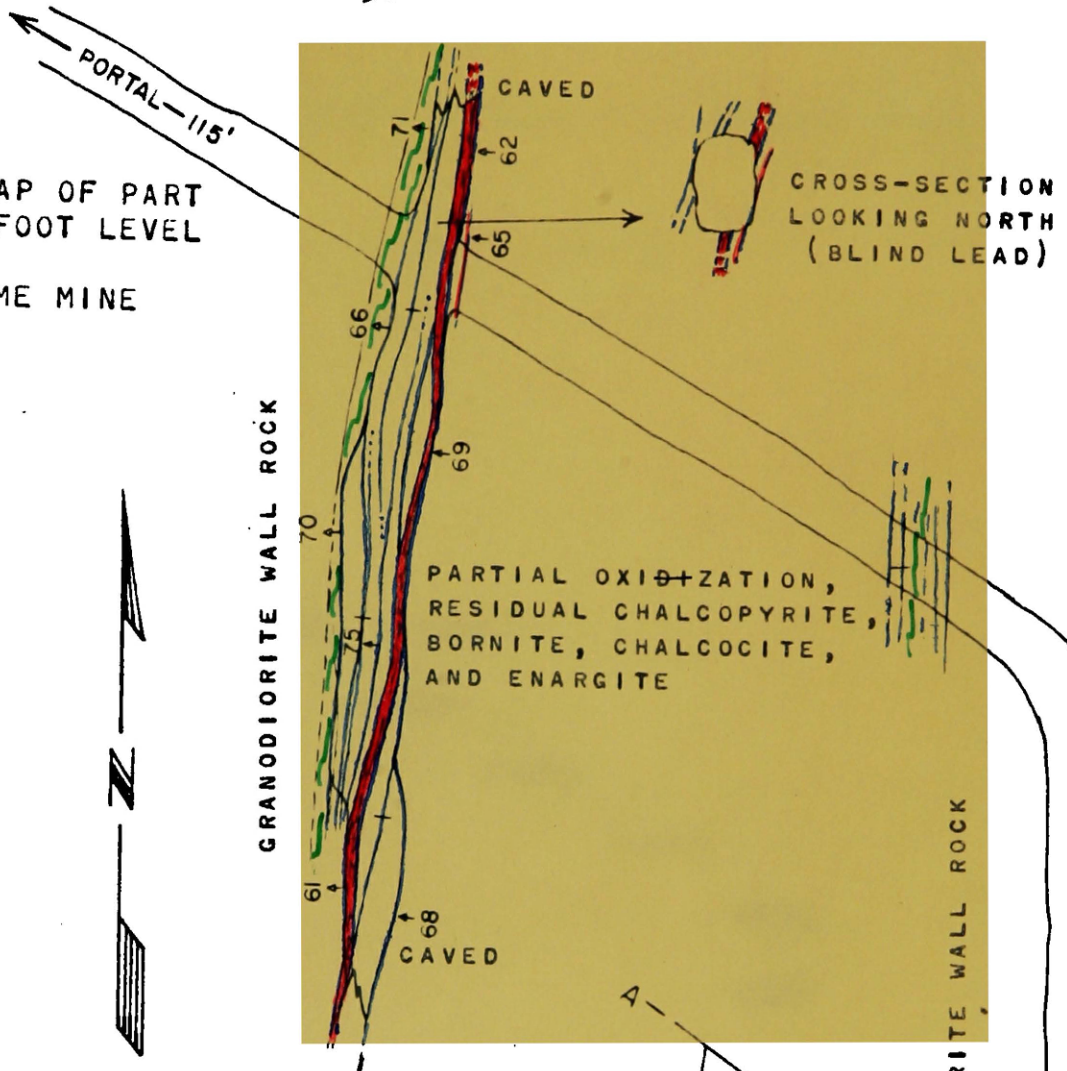 PORTAL—115'
CAVED
71
62
AP OF PART
FOOT LEVEL
ME MINE
CROSS-SECTION
LOOKING NORTH
(BLIND LEAD)
65
66
69
GRANODIORITE WALL ROCK
70
PARTIAL OXIDIZATION,
RESIDUAL CHALCOPYRITE,
BORNITE, CHALCOCITE,
AND ENARGITE
75
N
61
68
CAVED
A
RITE WALL ROCK